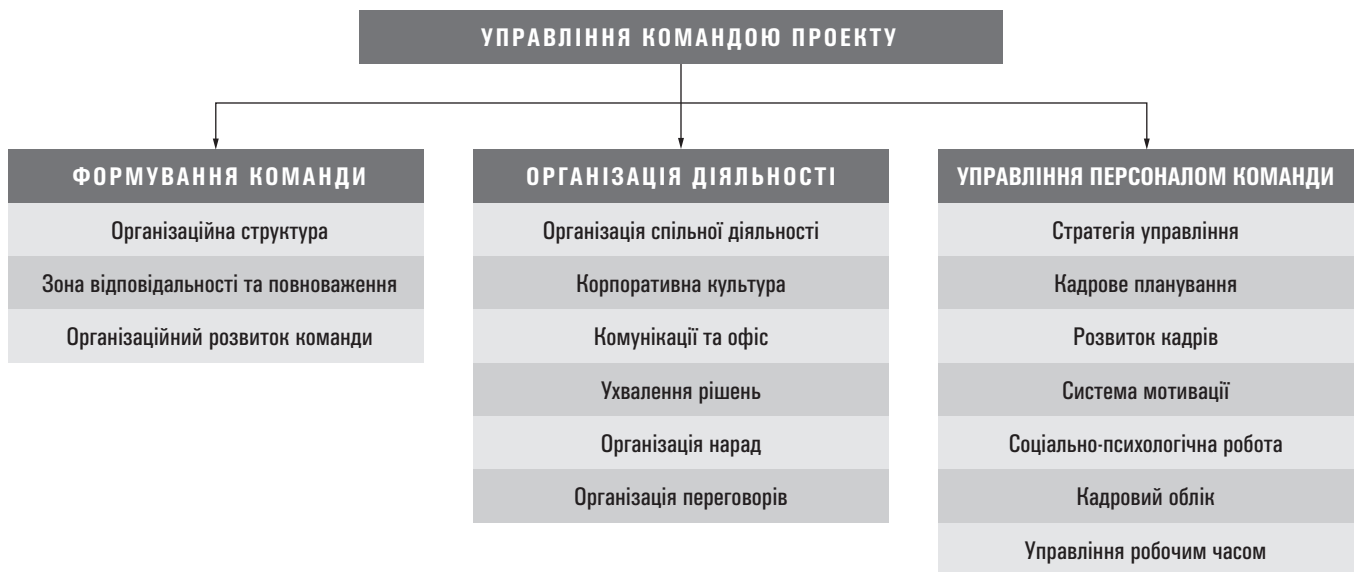 УПРАВЛІННЯ КОМАНДОЮ ПРОЕКТУ
ФОРМУВАННЯ КОМАНДИ
Організаційна структура
Зона відповідальності та повноваження
Організаційний розвиток команди
ОРГАНІЗАЦІЯ ДІЯЛЬНОСТІ
Організація спільної діяльності
Корпоративна культура
Комунікації та офіс
Ухвалення рішень
Організація нарад
Організація переговорів
УПРАВЛІННЯ ПЕРСОНАЛОМ КОМАНДИ
Стратегія управління
Кадрове планування
Розвиток кадрів
Система мотивації
Соціально-психологічна робота
Кадровий облік
Управління робочим часом